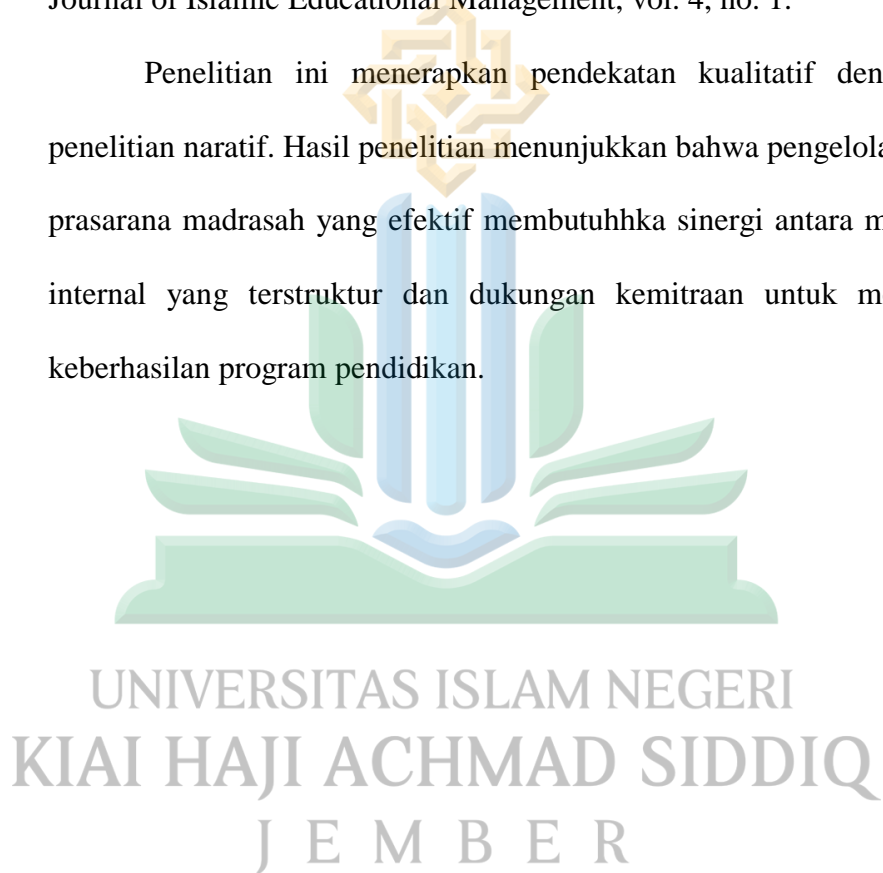 Journal of Islamic Educational Management, vol. 4, no. 1.
Penelitian ini menerapkan pendekatan kualitatif den
penelitian naratif. Hasil penelitian menunjukkan bahwa pengelola
prasarana madrasah yang efektif membutuhhka sinergi antara m
internal yang terstruktur dan dukungan kemitraan untuk m
keberhasilan program pendidikan.
UNIVERSITAS ISLAM NEGERI
KIAI HAJI ACHMAD SIDDIQ
JEMBER